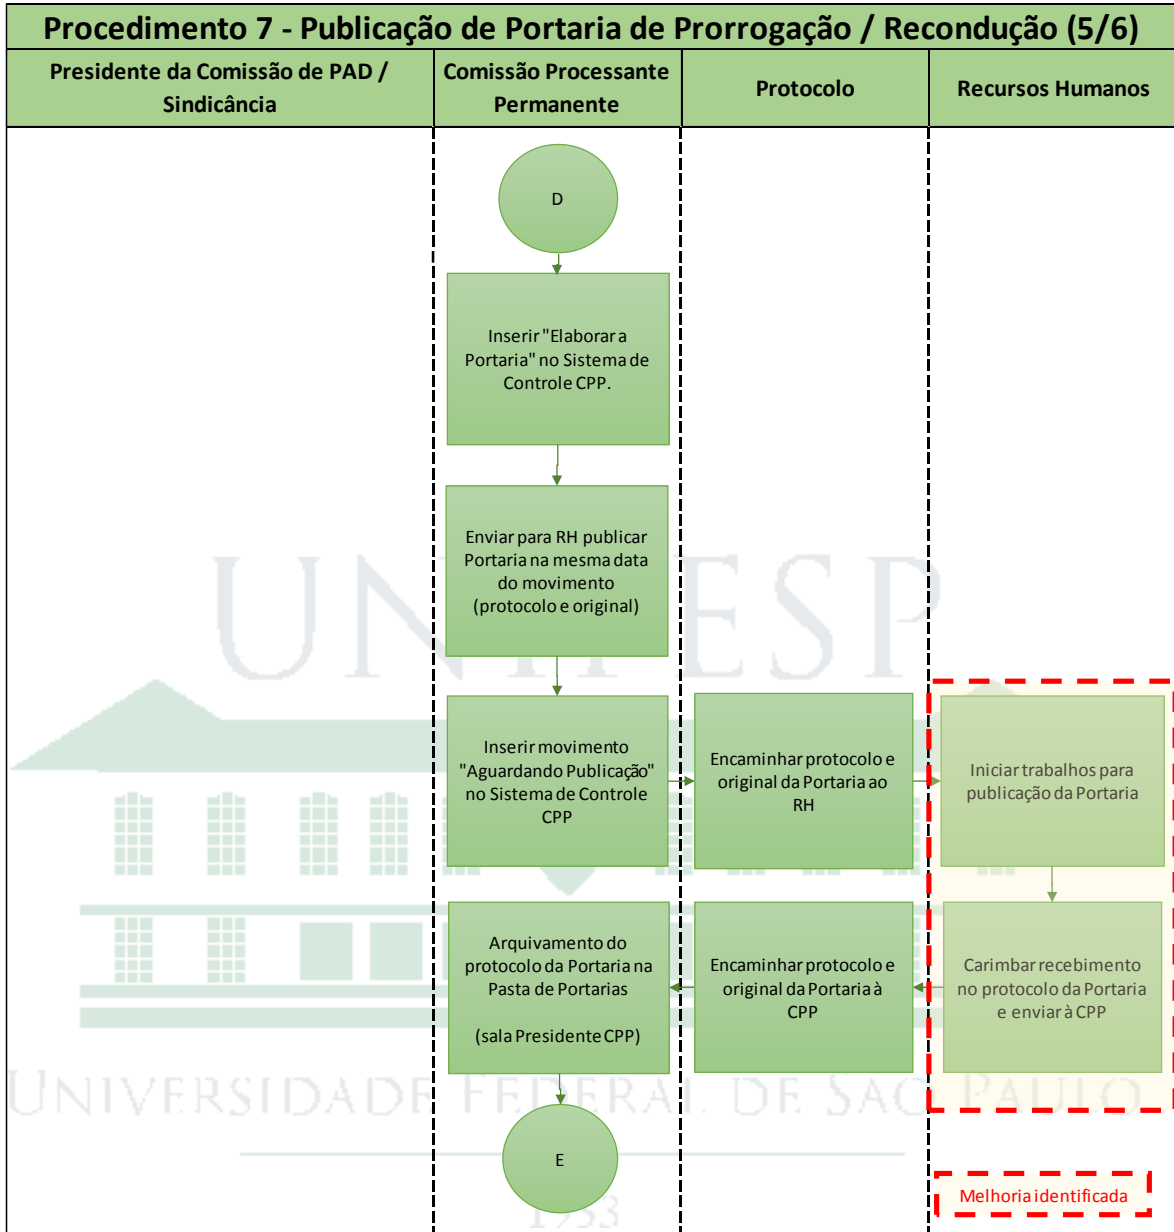 Procedimento 7 - Publicação de Portaria de Prorrogação / Recondução (5/6)
Presidente da Comissão de PAD /
Sindicância
Comissão Processante
Permanente
Protocolo
Recursos Humanos
D
Inserir "Elaborar a
Portaria" no Sistema de
Controle CPP.
Enviar para RH publicar
Portaria na mesma data
do movimento
(protocolo e original)
Inserir movimento
"Aguardando Publicação"
no Sistema de Controle
CPP
Encaminhar protocolo e
original da Portaria ao
RH
Iniciar trabalhos para
publicação da Portaria
Arquivamento do
protocolo da Portaria na
Pasta de Portarias
(sala Presidente CPP)
Encaminhar protocolo e
original da Portaria à
CPP
Carimbar recebimento
no protocolo da Portaria
e enviar à CPP
E
Melhoria identificada
UNIFESP
UNIVERSIDADE FEDERAL DE SÃO PAULO
1933